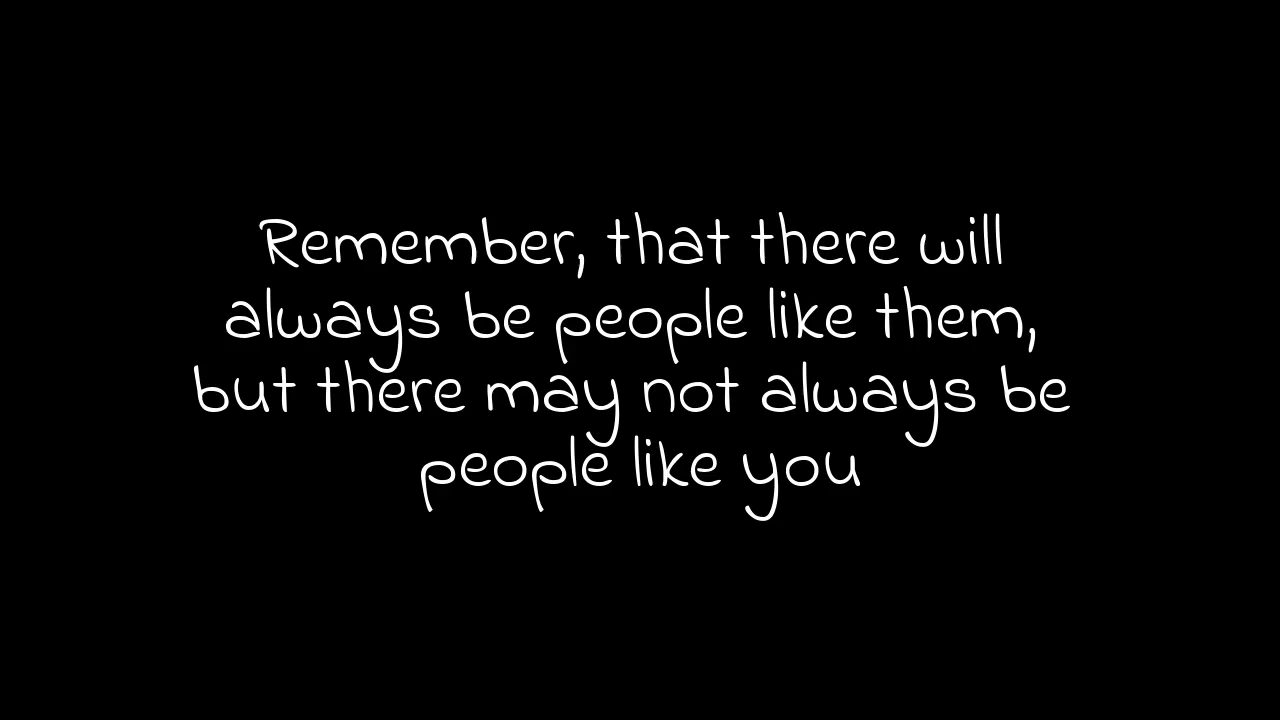 Remember, that there will
always be people like them,
but there may not always be
people like you